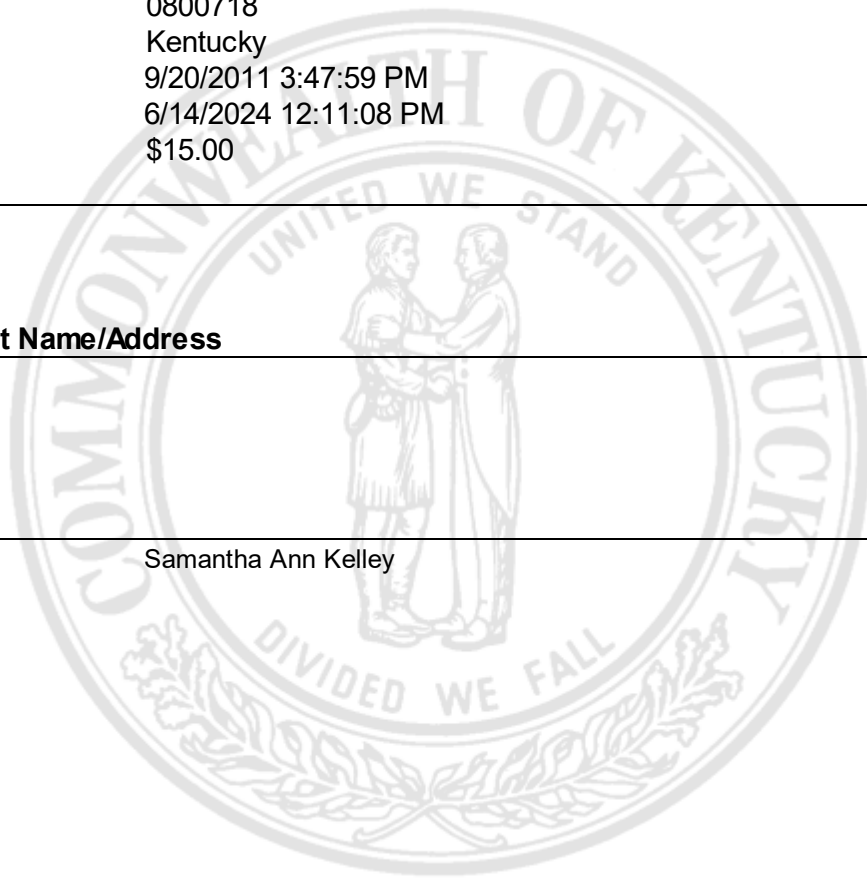 0800718
Kentucky
9/20/2011 3:47:59 PM
6/14/2024 12:11:08 PM
$15.00
COMMONWEALTH OF KENTUCKY
UNITED WE STAND
t Name/Address
Samantha Ann Kelley
DIVIDED WE FALL